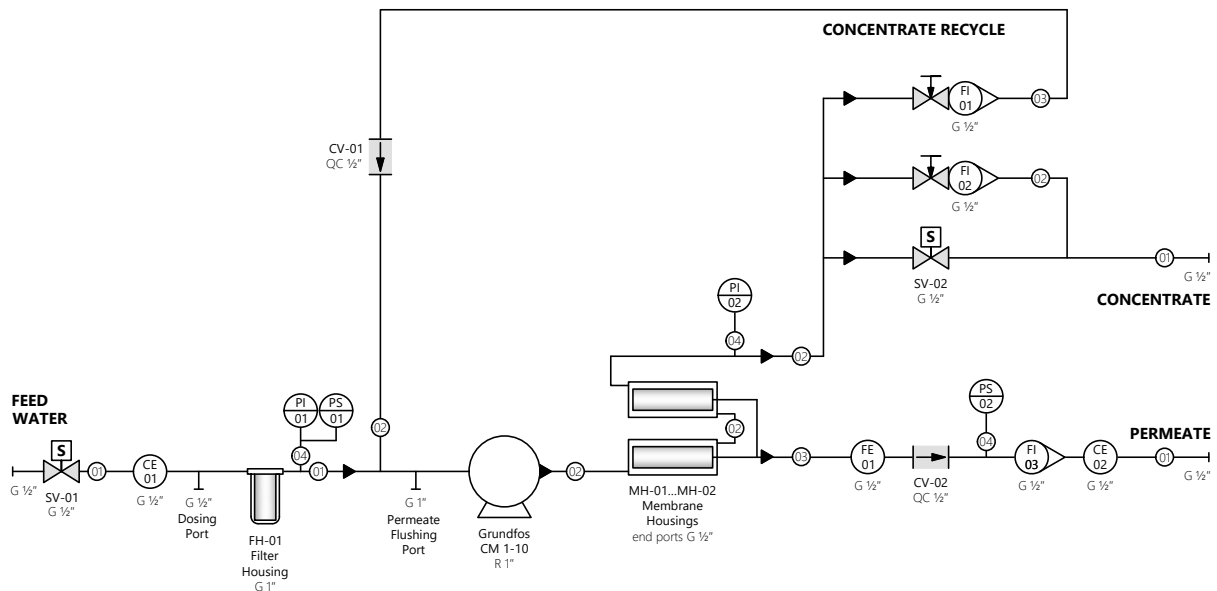 CONCENTRATE RECYCLE
FI
01
03
G ½”
CV-01
QC ½”
FI
02
02
G ½”
S
SV-02
G ½”
01
G ½”
CONCENTRATE
PI
02
04
02
FEED
WATER
S
G ½”
SV-01
G ½”
01
CE
01
G ½”
G ½”
Dosing
Port
FH-01
Filter
Housing
G 1”
PI
01
PS
01
04
01
02
G 1”
Permeate
Flushing
Port
Grundfos
CM 1-10
R 1”
02
02
MH-01...MH-02
Membrane
Housings
end ports G ½”
03
FE
01
G ½”
CV-02
QC ½”
PS
02
04
FI
03
G ½”
CE
02
G ½”
PERMEATE
01
G ½”